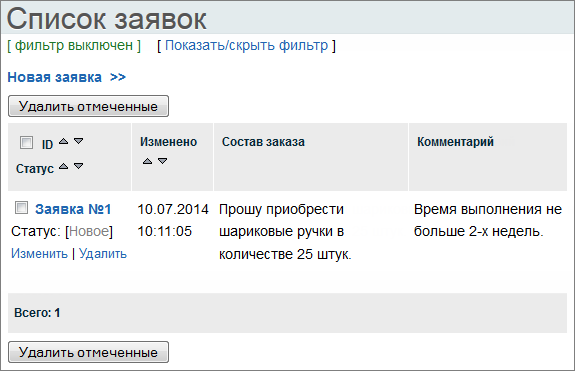 Список заявок
[ фильтр выключен ] [ Показать/скрыть фильтр ]
Новая заявка >>
Удалить отмеченные
ID Изменено Состав заказа Комментарий
Статус
Заявка №1 10.07.2014 Прошу приобрести Время выполнения не
Статус: [Новое] 10:11:05 шариковые ручки в больше 2-х недель.
Изменить | Удалить количестве 25 штук.
Всего: 1
Удалить отмеченные